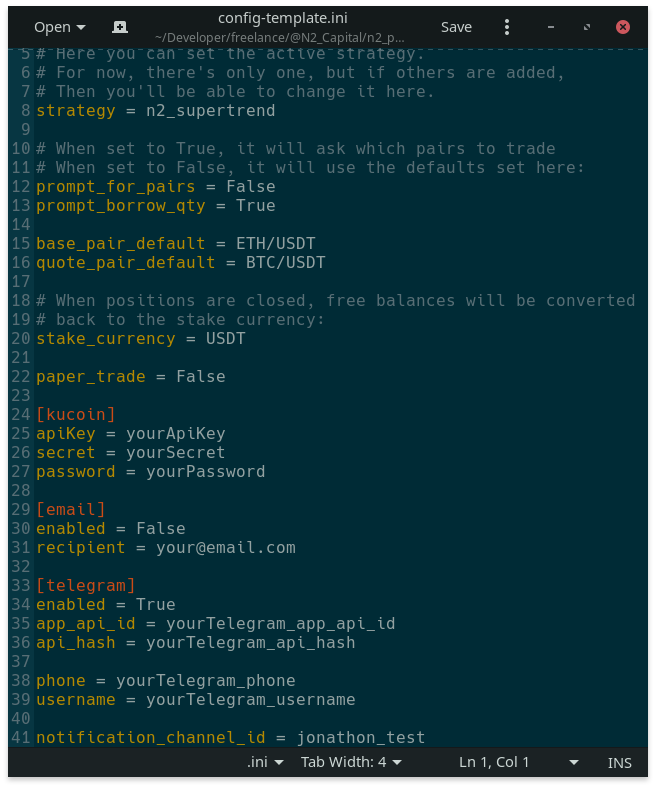 Open
config-template.ini
~/Developer/freelance/@N2_Capital/n2_p...
Save
5 # Here you can set the active strategy.
6 # For now, there's only one, but if others are added,
7 # Then you'll be able to change it here.
8 strategy = n2_supertrend
9
10 # When set to True, it will ask which pairs to trade
11 # When set to False, it will use the defaults set here:
12 prompt_for_pairs = False
13 prompt_borrow_qty = True
14
15 base_pair_default = ETH/USDT
16 quote_pair_default = BTC/USDT
17
18 # When positions are closed, free balances will be converted
19 # back to the stake currency:
20 stake_currency = USDT
21
22 paper_trade = False
23
24 [kucoin]
25 apiKey = yourApiKey
26 secret = yourSecret
27 password = yourPassword
28
29 [email]
30 enabled = False
31 recipient = your@email.com
32
33 [telegram]
34 enabled = True
35 app_api_id = yourTelegram_app_api_id
36 api_hash = yourTelegram_api_hash
37
38 phone = yourTelegram_phone
39 username = yourTelegram_username
40
41 notification_channel_id = jonathon_test
.ini Tab Width: 4 Ln 1, Col 1 INS